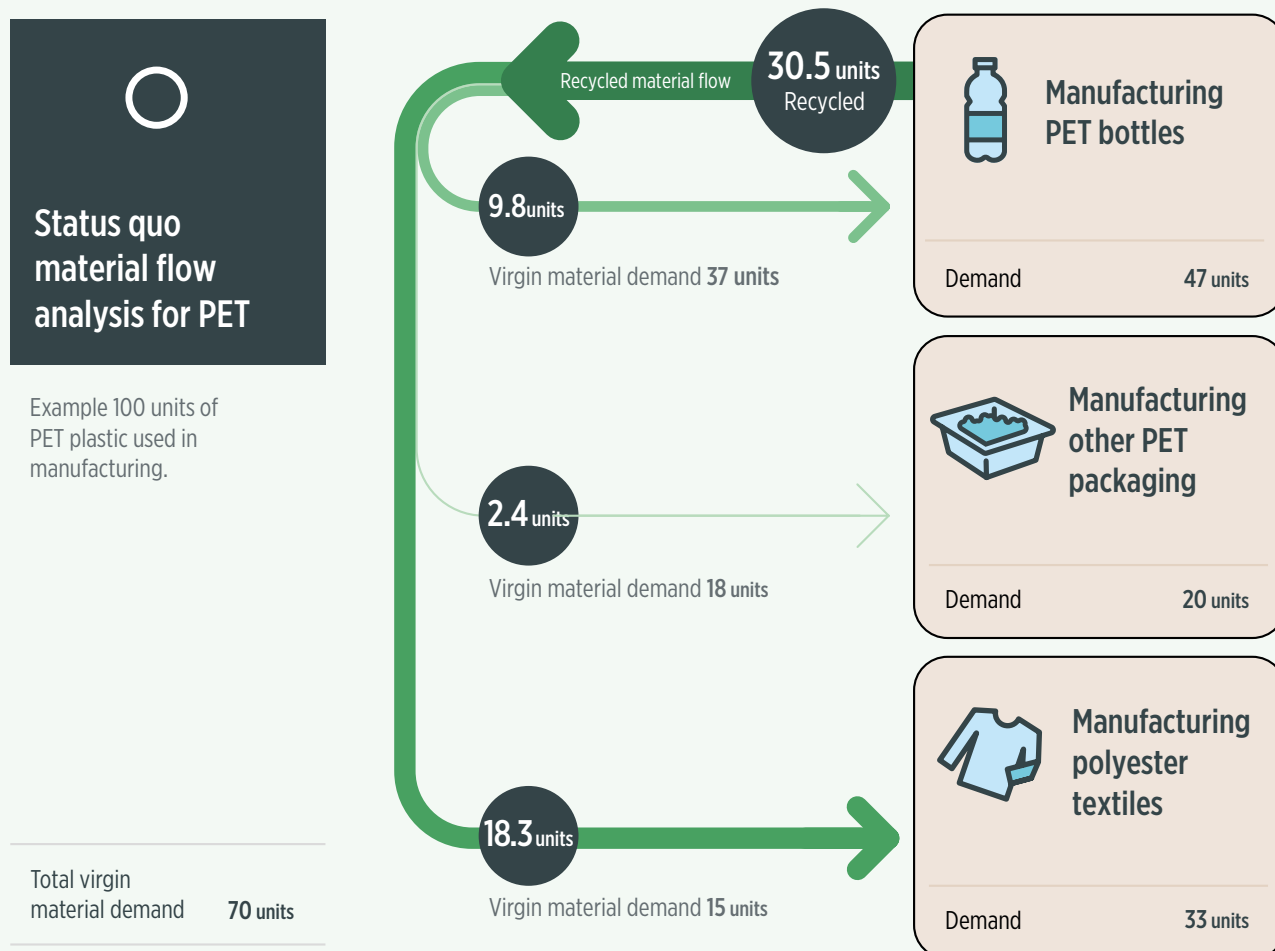 Status quo
material flow
analysis for PET
Example 100 units of
PET plastic used in
manufacturing.
Total virgin
material demand 70 units
Recycled material flow
30.5 units
Recycled
9.8units
Virgin material demand 37 units
2.4 units
Virgin material demand 18 units
18.3 units
Virgin material demand 15 units
Manufacturing
PET bottles
Demand 47 units
Manufacturing
other PET
packaging
Demand 20 units
Manufacturing
polyester
textiles
Demand 33 units